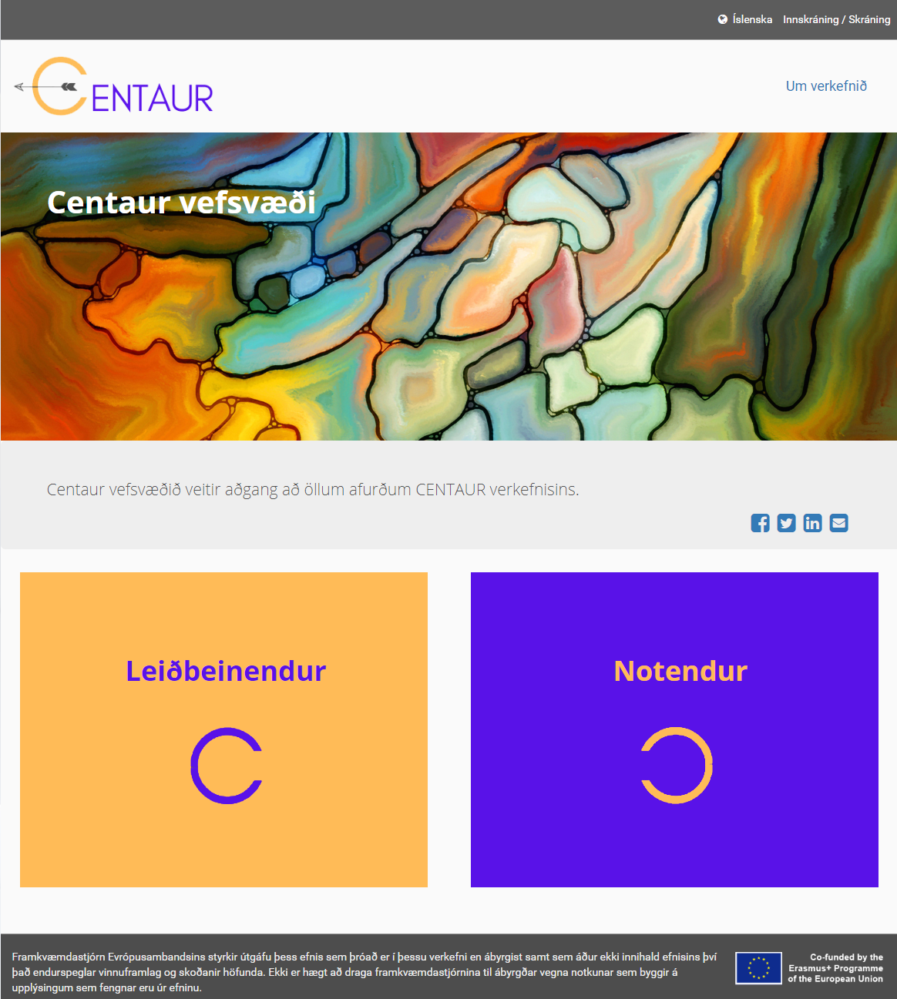 Íslenska Innskráning / Skráning
CENTAUR
Um verkefnið
Centaur vefsvæði
Centaur vefsvæðið veitir aðgang að öllum afurðum CENTAUR verkefnisins.
Leiðbeinendur
Notendur
Framkvæmdastjórn Evrópusambandsins styrkir útgáfu þess efnis sem þróað er í þessu verkefni en ábyrgist samt sem áður ekki innihald efnisins því
það endurspeglar vinnuframlag og skoðanir höfunda. Ekki er hægt að draga framkvæmdastjórnina til ábyrgðar vegna notkunar sem byggir á
upplýsingum sem fengnar eru úr efninu.
Co-funded by the
Erasmus+ Programme
of the European Union